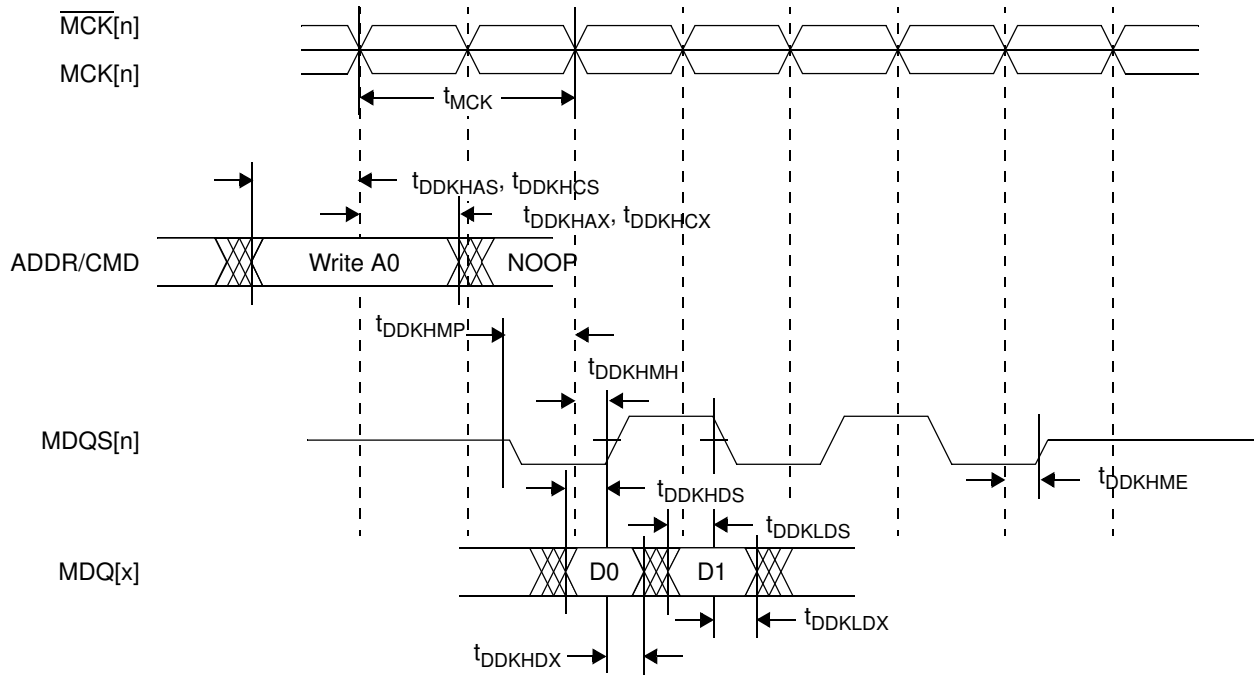 MCK[n]
MCK[n]
tMCK
tDDKHAS, tDDKHCS
tDDKHAX, tDDKHCX
ADDR/CMD
Write A0
NOOP
tDDKHMP
tDDKHMH
MDQS[n]
tDDKHME
tDDKHDS
tDDKLDS
MDQ[x]
D0
D1
tDDKLDX
tDDKHDX